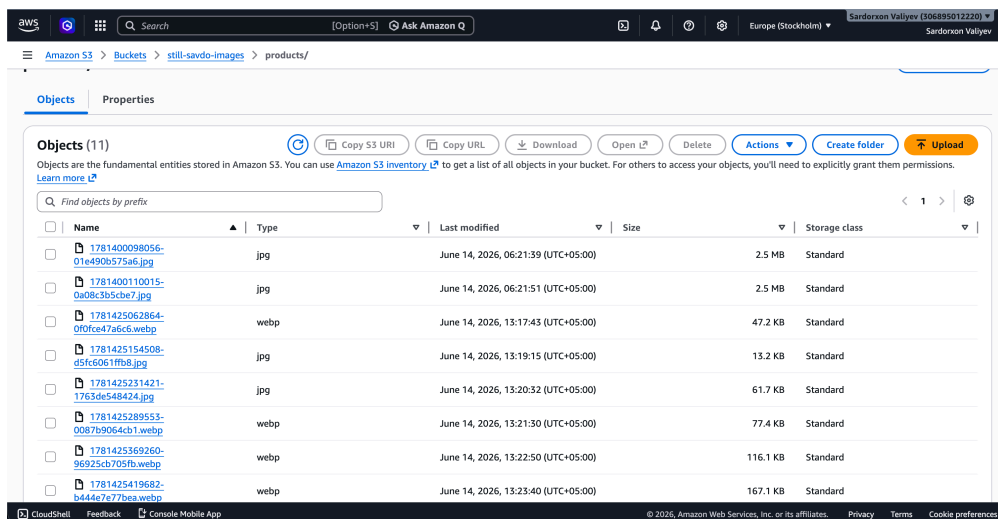 aws
Search
[Option+S]
Ask Amazon Q
Europe (Stockholm) ▼
Sardorxon Valiyev (306895012220) ▼
Sardorxon Valiyev
Amazon S3 > Buckets > still-savdo-images > products/
Objects
Properties
Objects (11)
Copy S3 URI
Copy URL
Download
Open
Delete
Actions ▼
Create folder
Upload
Objects are the fundamental entities stored in Amazon S3. You can use Amazon S3 inventory to get a list of all objects in your bucket. For others to access your objects, you'll need to explicitly grant them permissions.
Learn more
Find objects by prefix
< 1 >
Name Type Last modified Size Storage class
1781400098056-
01e490b575a6.jpg jpg June 14, 2026, 06:21:39 (UTC+05:00) 2.5 MB Standard
1781400110015-
0a08c3b5cbe7.jpg jpg June 14, 2026, 06:21:51 (UTC+05:00) 2.5 MB Standard
1781425062864-
0f0fce47a6c6.webp webp June 14, 2026, 13:17:43 (UTC+05:00) 47.2 KB Standard
1781425154508-
d5fc6061ffb8.jpg jpg June 14, 2026, 13:19:15 (UTC+05:00) 13.2 KB Standard
1781425231421-
1763de548424.jpg jpg June 14, 2026, 13:20:32 (UTC+05:00) 61.7 KB Standard
1781425289553-
0087b9064cb1.webp webp June 14, 2026, 13:21:30 (UTC+05:00) 77.4 KB Standard
1781425369260-
96925cb705fb.webp webp June 14, 2026, 13:22:50 (UTC+05:00) 116.1 KB Standard
1781425419682-
b444e7e77bea.webp webp June 14, 2026, 13:23:40 (UTC+05:00) 167.1 KB Standard
CloudShell
Feedback
Console Mobile App
© 2026, Amazon Web Services, Inc. or its affiliates.
Privacy
Terms
Cookie preferences